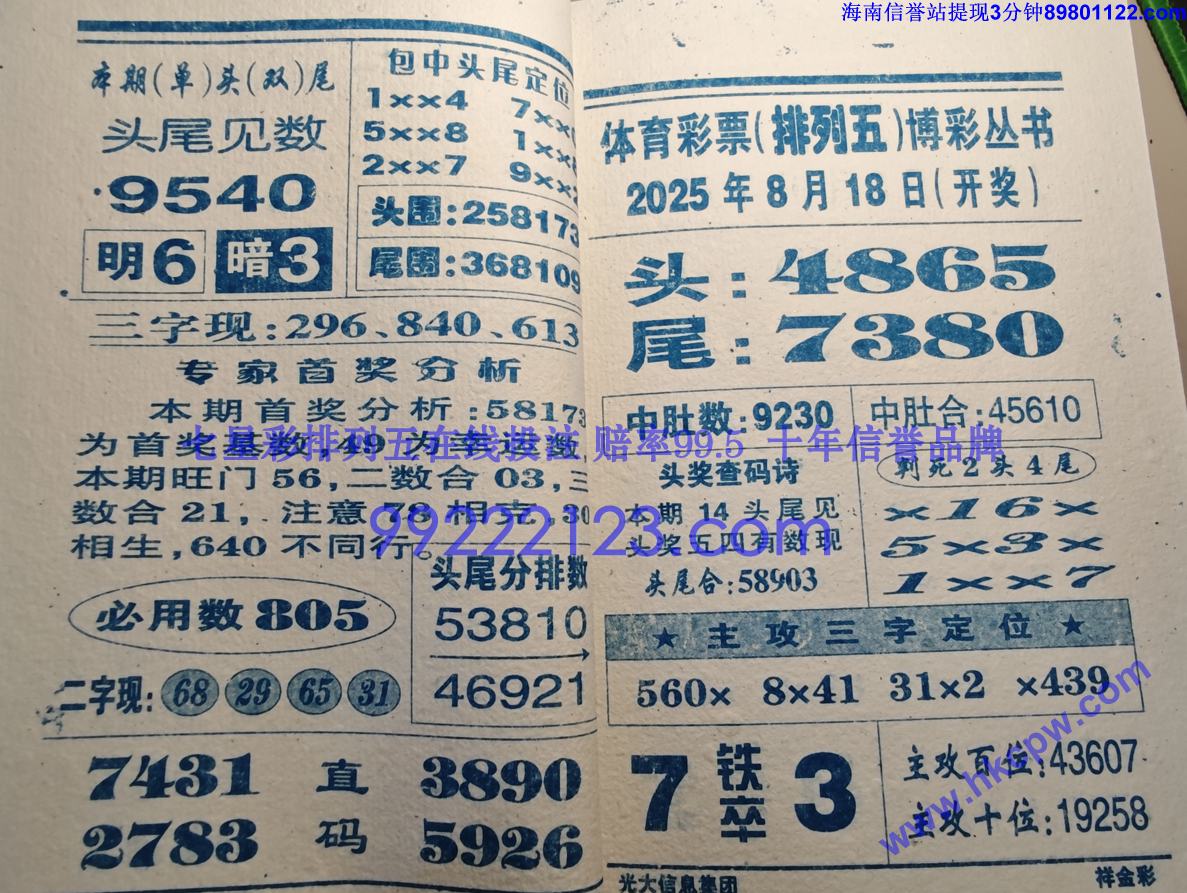 海南信誉站提现3分钟89801122.com
本期(单)头(双)尾
头尾见数
9540
明6 暗3
包中头尾定位
1××4 7××
5××8 1××
2××7 9××
头围:258173
尾围:368109
三字现:296、840、613
专家首奖分析
本期首奖分析:58173
为首奖基数,49为幸运数,
本期旺门56,二数合03,三
数合21,注意78相克,30
相生,640不同行。
必用数805
二字现: 68 29 65 31
头尾分排数
53810
46921
7431 直 3890
2783 码 5926
体育彩票(排列五)博彩丛书
2025年8月18日(开奖)
头:4865
尾:7380
中肚数:9230
中肚合:45610
头奖查码诗
本期14头尾见
头奖五四有数现
头尾合:58903
判死2头4尾
×16×
5×3×
1××7
★主攻三字定位★
560× 8×41 31×2 ×439
7 铁卒 3
主攻百位:43607
主攻十位:19258
光大信息集团 祥金彩
七星彩排列五在线投注 赔率99.5 十年信誉品牌
99222123.com
www.hkepw.com